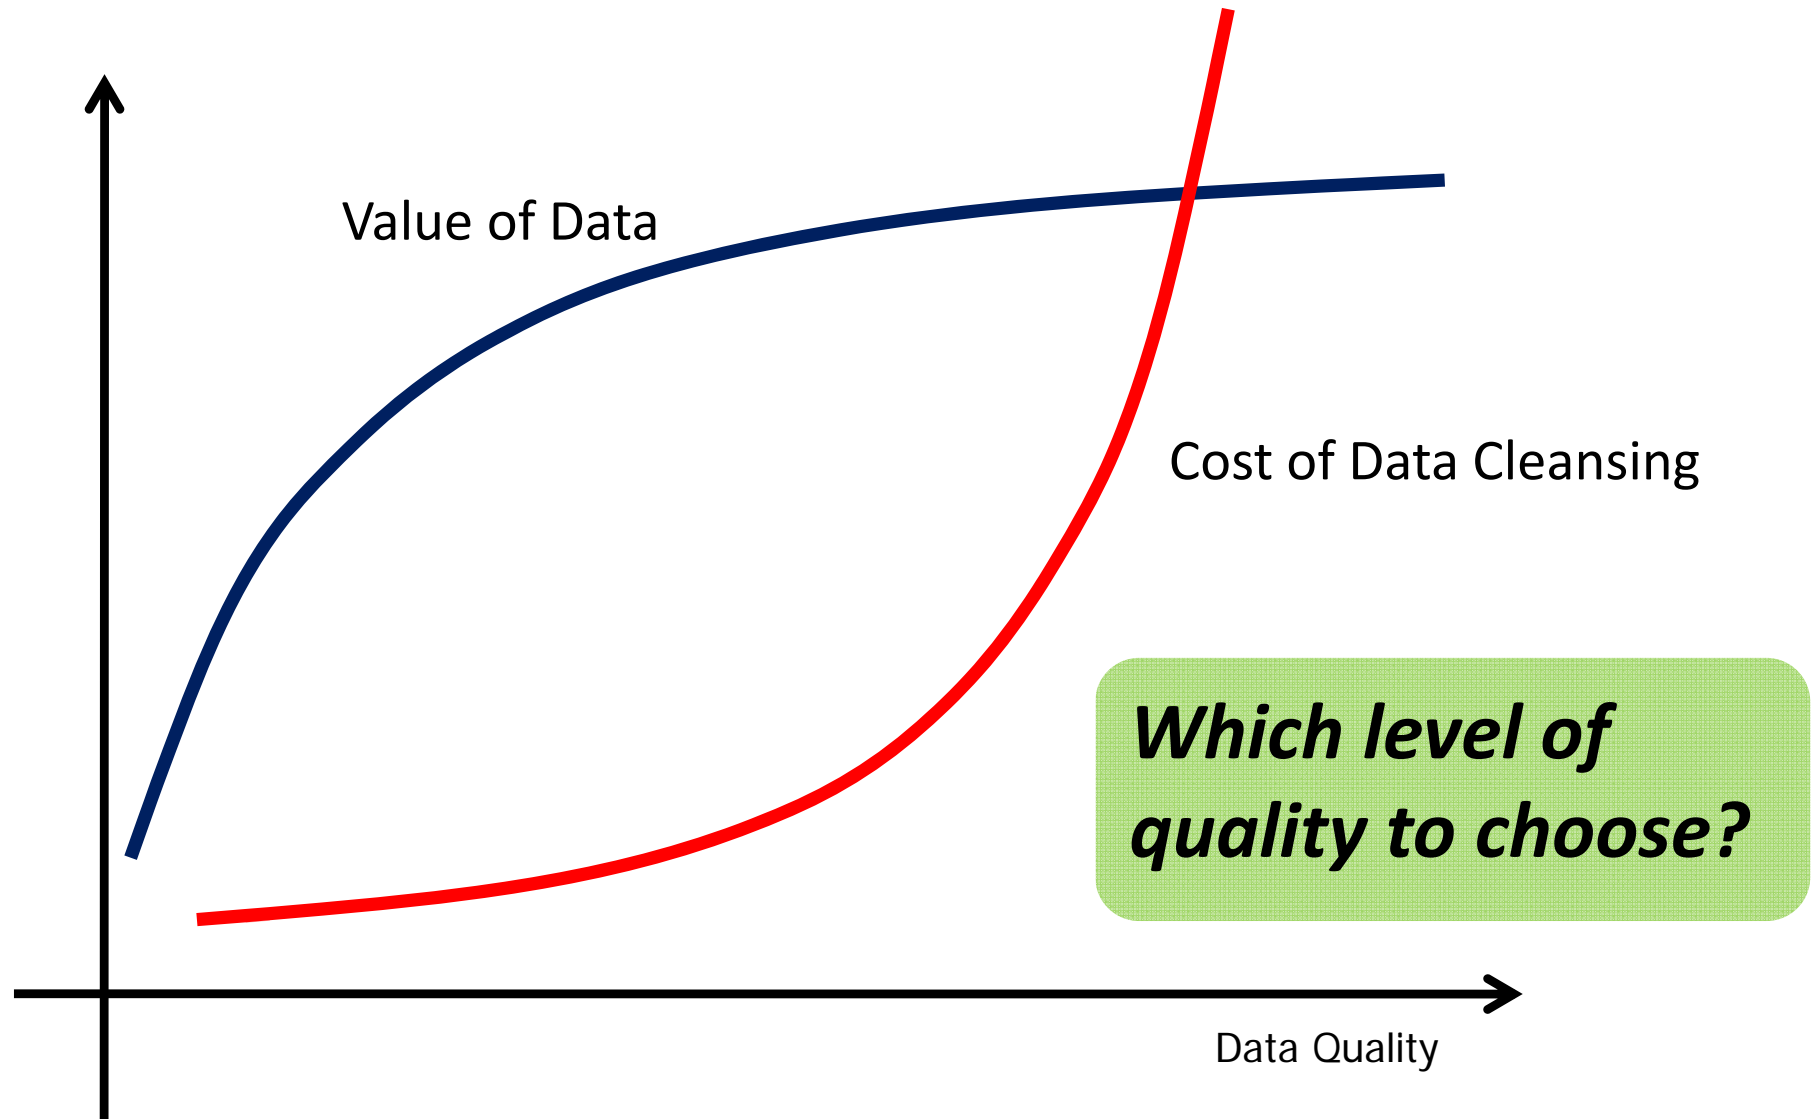 Value of Data
Cost of Data Cleansing
Which level of
quality to choose?
Data Quality